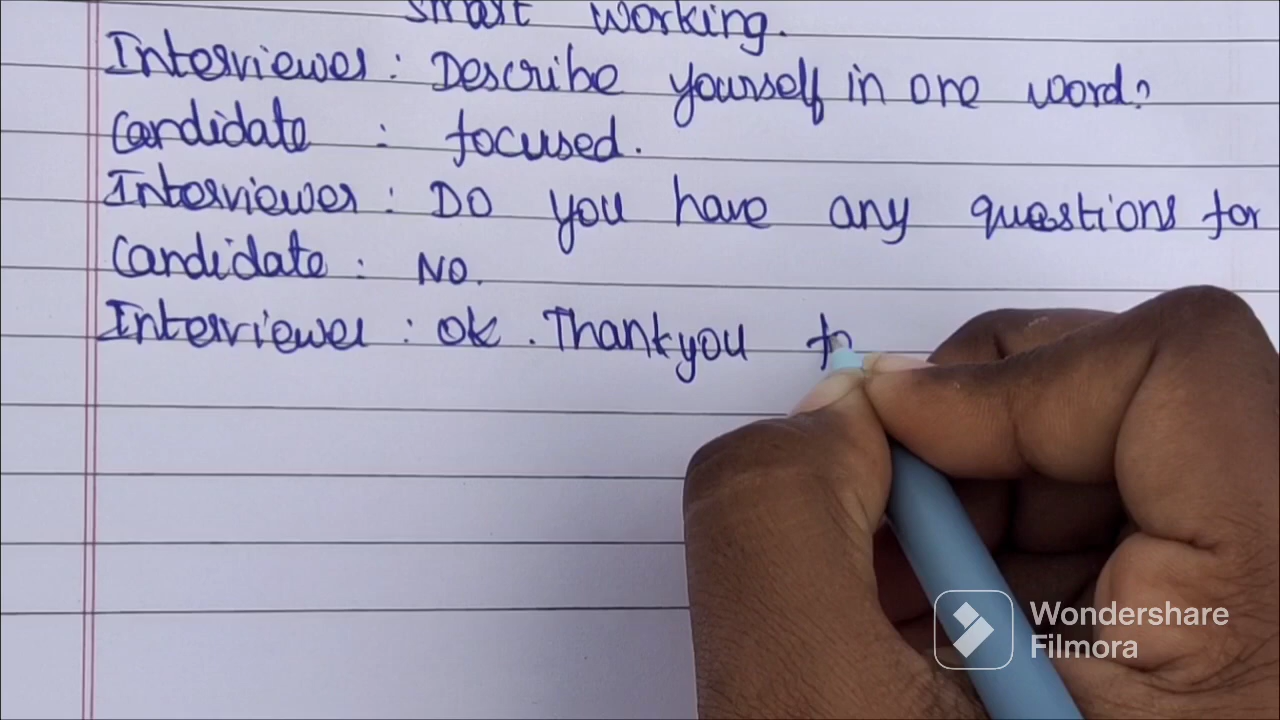 smart working.
Interviewer : Describe yourself in one word?
Candidate : focused.
Interviewer : Do you have any questions for
Candidate : No.
Interviewer : Ok . Thankyou
Wondershare
Filmora